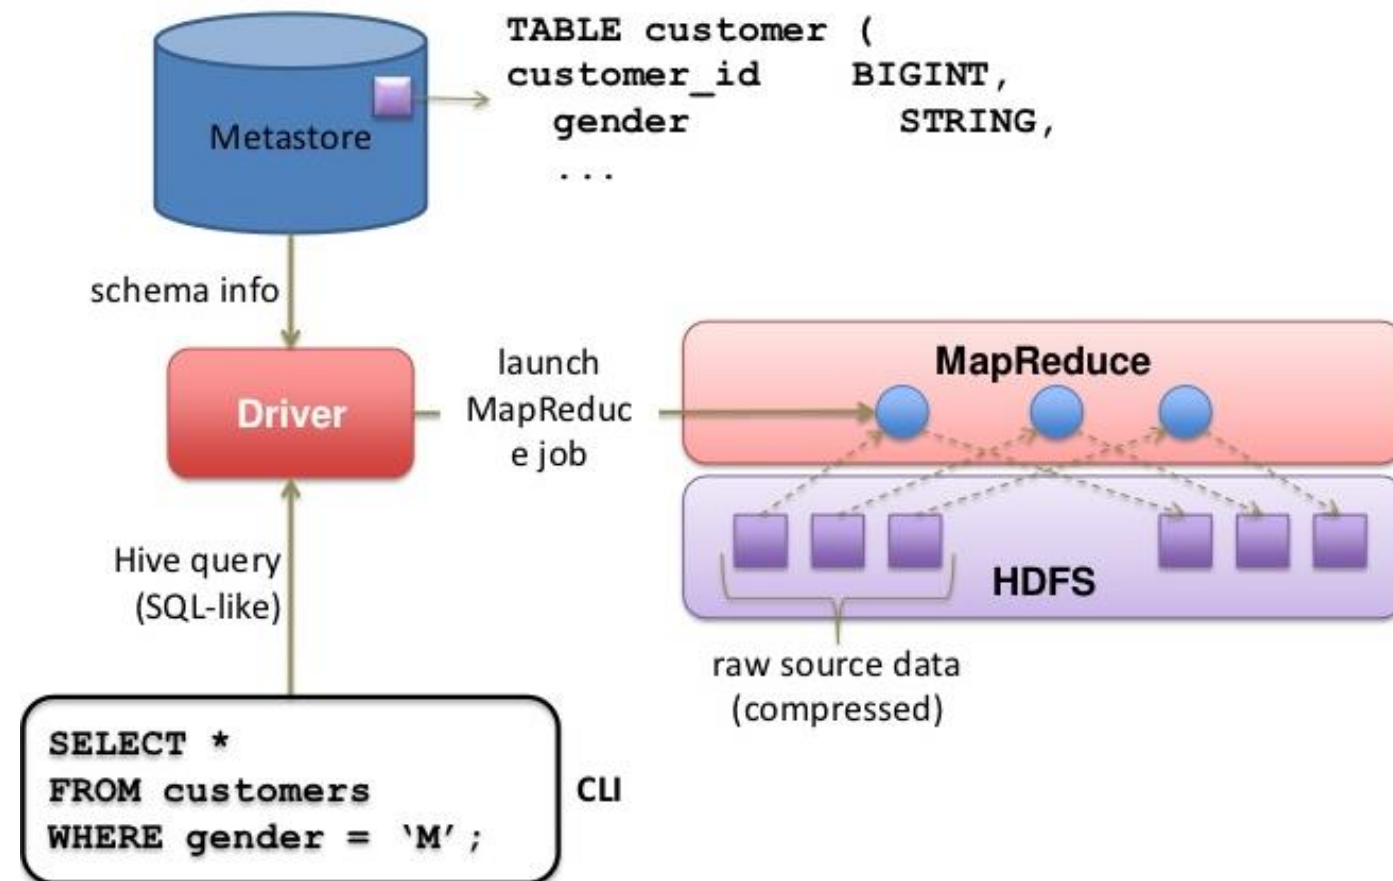 TABLE customer (
customer_id BIGINT,
gender STRING,
...
Metastore
schema info
Driver
launch
MapReduc
e job
MapReduce
HDFS
Hive query
(SQL-like)
raw source data
(compressed)
SELECT *
FROM customers
WHERE gender = ‘M’;
CLI